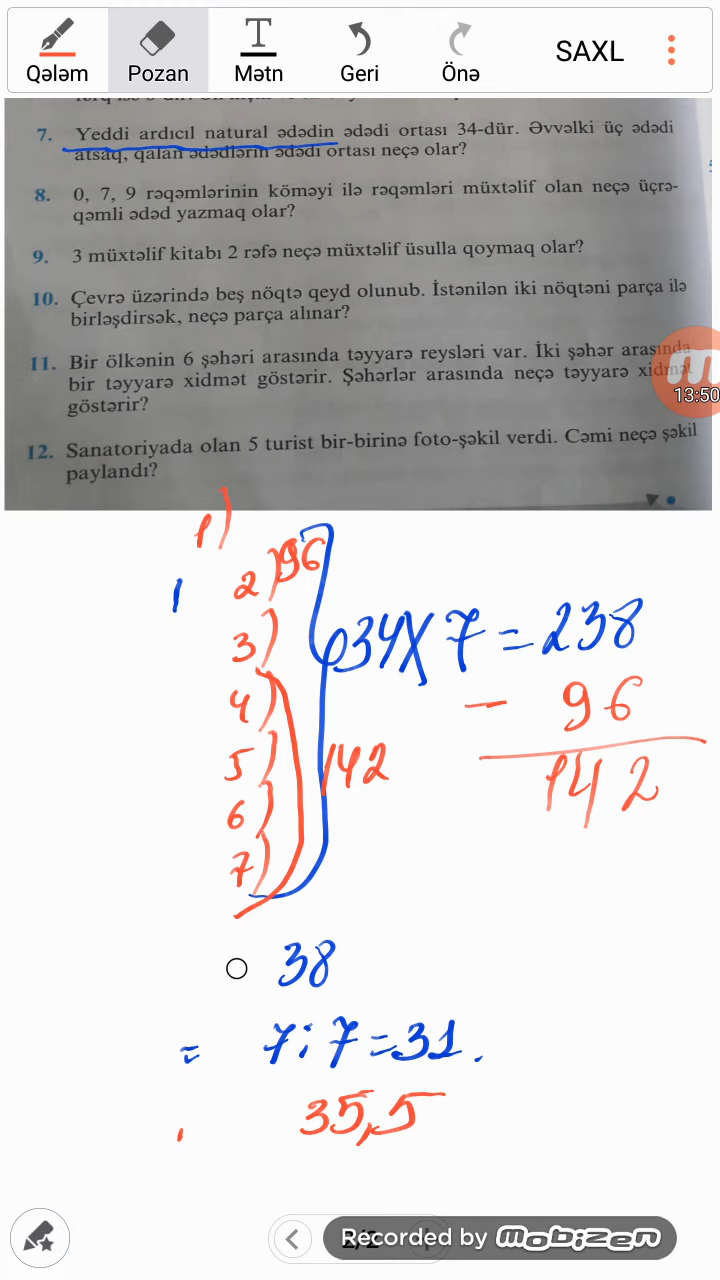 Qələm Pozan Mətn Geri Önə SAXL
7. Yeddi ardıcıl natural ədədin ədədi ortası 34-dür. Əvvəlki üç ədədi
atsaq, qalan ədədlərin ədədi ortası neçə olar?
8. 0, 7, 9 rəqəmlərinin köməyi ilə rəqəmləri müxtəlif olan neçə üçrə-
qəmli ədəd yazmaq olar?
9. 3 müxtəlif kitabı 2 rəfə neçə müxtəlif üsulla qoymaq olar?
10. Çevrə üzərində beş nöqtə qeyd olunub. İstənilən iki nöqtəni parça ilə
birləşdirsək, neçə parça alınar?
11. Bir ölkənin 6 şəhəri arasında təyyarə reysləri var. İki şəhər arasında
bir təyyarə xidmət göstərir. Şəhərlər arasında neçə təyyarə xidmət
göstərir?
13:50
12. Sanatoriyada olan 5 turist bir-birinə foto-şəkil verdi. Cəmi neçə şəkil
paylandı?
1)
2) 96
3) 34 × 7 = 238
4) - 96
5) 142 142
6)
7)
38
= 7:7=31.
35,5
2/2
Recorded by mobizen